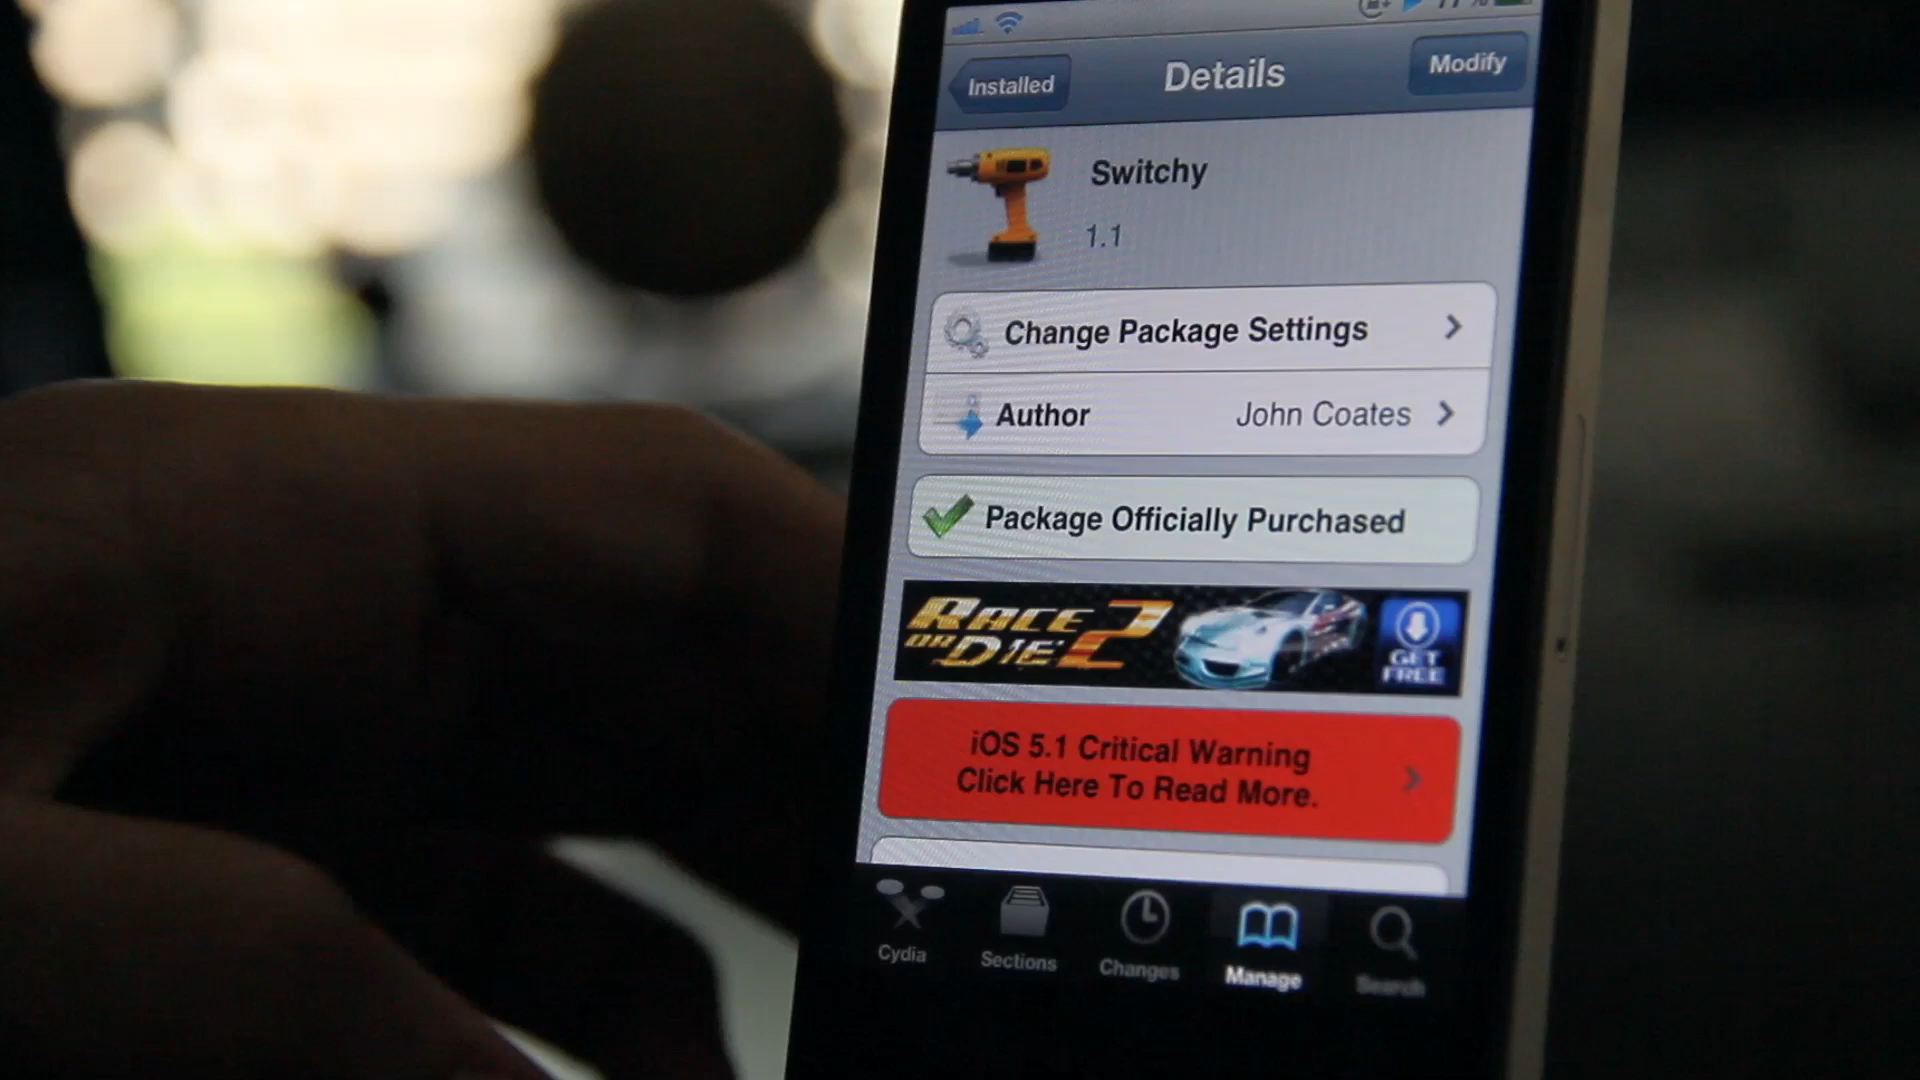 Installed
Details
Modify
Switchy
1.1
Change Package Settings
Author John Coates
Package Officially Purchased
RACE
OR DIE 2
GET
FREE
iOS 5.1 Critical Warning
Click Here To Read More.
Cydia
Sections
Changes
Manage
Search